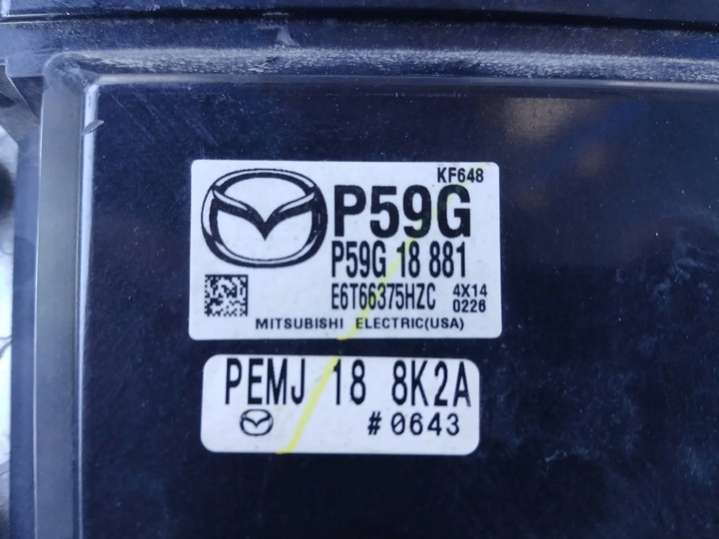 KF648
P59G
P59G 18 881
E6T66375HZC 4X14
0226
MITSUBISHI ELECTRIC(USA)
PEMJ 18 8K2A
#0643